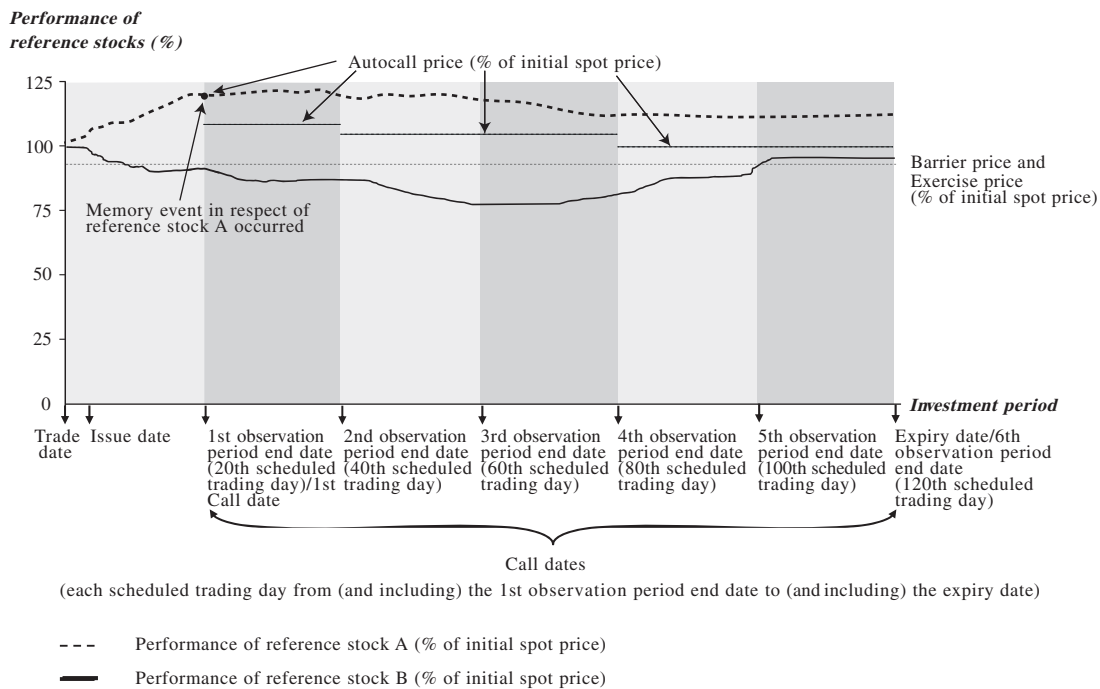 Performance of
reference stocks (%)
Autocall price (% of initial spot price)
125
100
75
50
25
0
Barrier price and
Exercise price
(% of initial spot price)
Memory event in respect of
reference stock A occurred
Investment period
Trade
date
Issue date
1st observation
period end date
(20th scheduled
trading day)/1st
Call date
2nd observation
period end date
(40th scheduled
trading day)
3rd observation
period end date
(60th scheduled
trading day)
4th observation
period end date
(80th scheduled
trading day)
5th observation
period end date
(100th scheduled
trading day)
Expiry date/6th
observation period
end date
(120th scheduled
trading day)
Call dates
(each scheduled trading day from (and including) the 1st observation period end date to (and including) the expiry date)
Performance of reference stock A (% of initial spot price)
Performance of reference stock B (% of initial spot price)